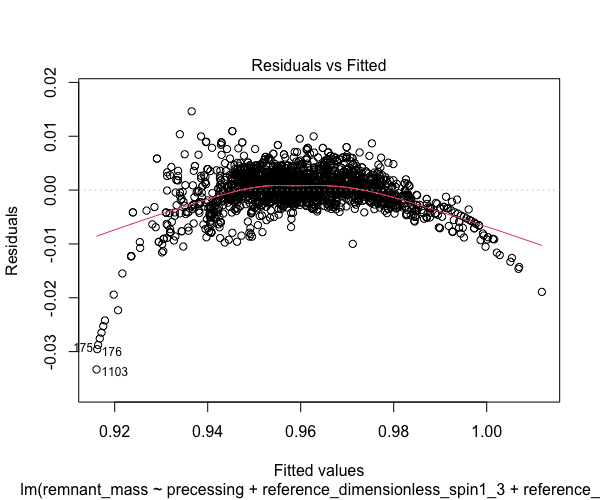 Residuals vs Fitted
0.02
0.01
0.00
-0.01
-0.02
-0.03
Residuals
175
176
1103
0.92 0.94 0.96 0.98 1.00
Fitted values
lm(remnant_mass ~ precessing + reference_dimensionless_spin1_3 + reference_